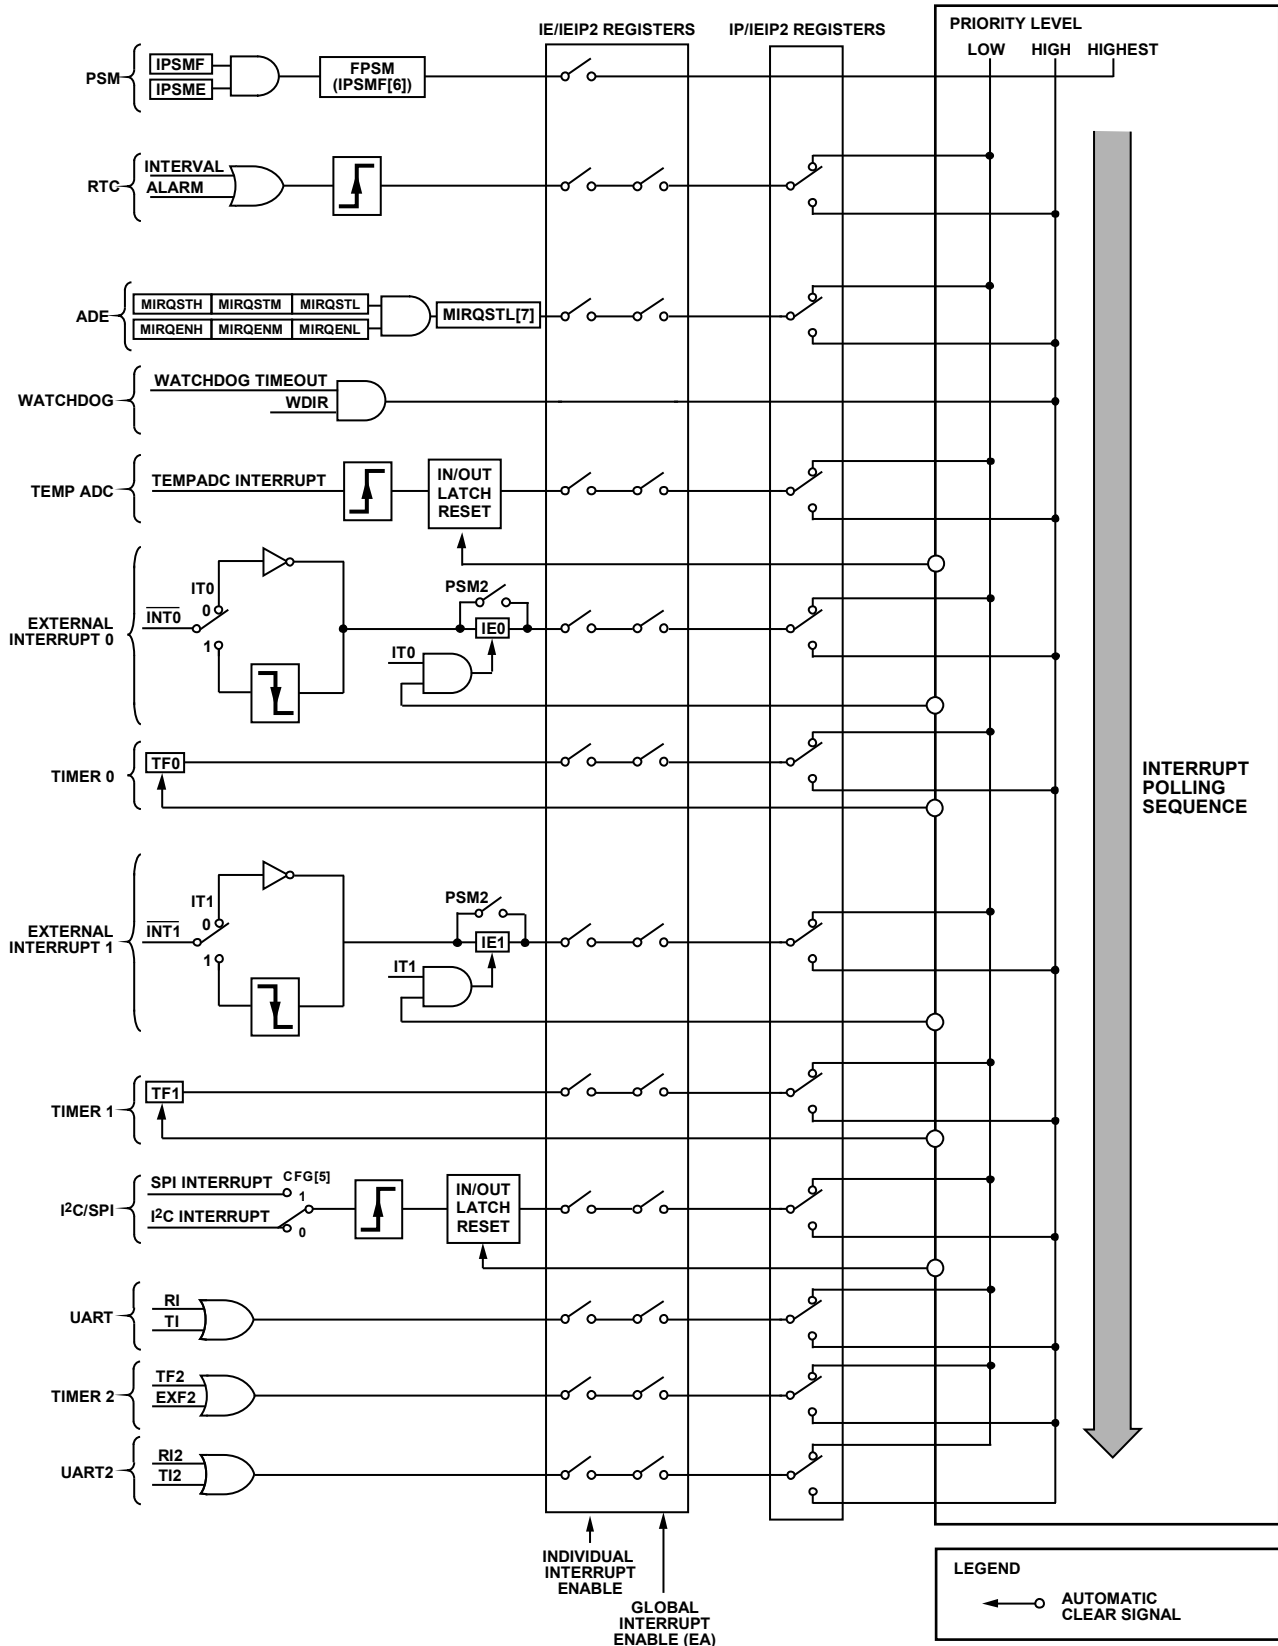 IE/IEIP2 REGISTERS
IP/IEIP2 REGISTERS
PRIORITY LEVEL
LOW
HIGH
HIGHEST
PSM
IPSMF
IPSME
FPSM
(IPSMF[6])
RTC
INTERVAL
ALARM
ADE
MIRQSTH
MIRQSTM
MIRQSTL
MIRQENH
MIRQENM
MIRQENL
MIRQSTL[7]
WATCHDOG
WATCHDOG TIMEOUT
WDIR
TEMP ADC
TEMPADC INTERRUPT
IN/OUT
LATCH
RESET
EXTERNAL
INTERRUPT 0
INT0
IT0
0
1
PSM2
IE0
IT0
TIMER 0
TF0
INTERRUPT
POLLING
SEQUENCE
EXTERNAL
INTERRUPT 1
INT1
IT1
0
1
PSM2
IE1
IT1
TIMER 1
TF1
I²C/SPI
SPI INTERRUPT
I²C INTERRUPT
CFG[5]
1
0
IN/OUT
LATCH
RESET
UART
RI
TI
TIMER 2
TF2
EXF2
UART2
RI2
TI2
INDIVIDUAL
INTERRUPT
ENABLE
GLOBAL
INTERRUPT
ENABLE (EA)
LEGEND
AUTOMATIC
CLEAR SIGNAL